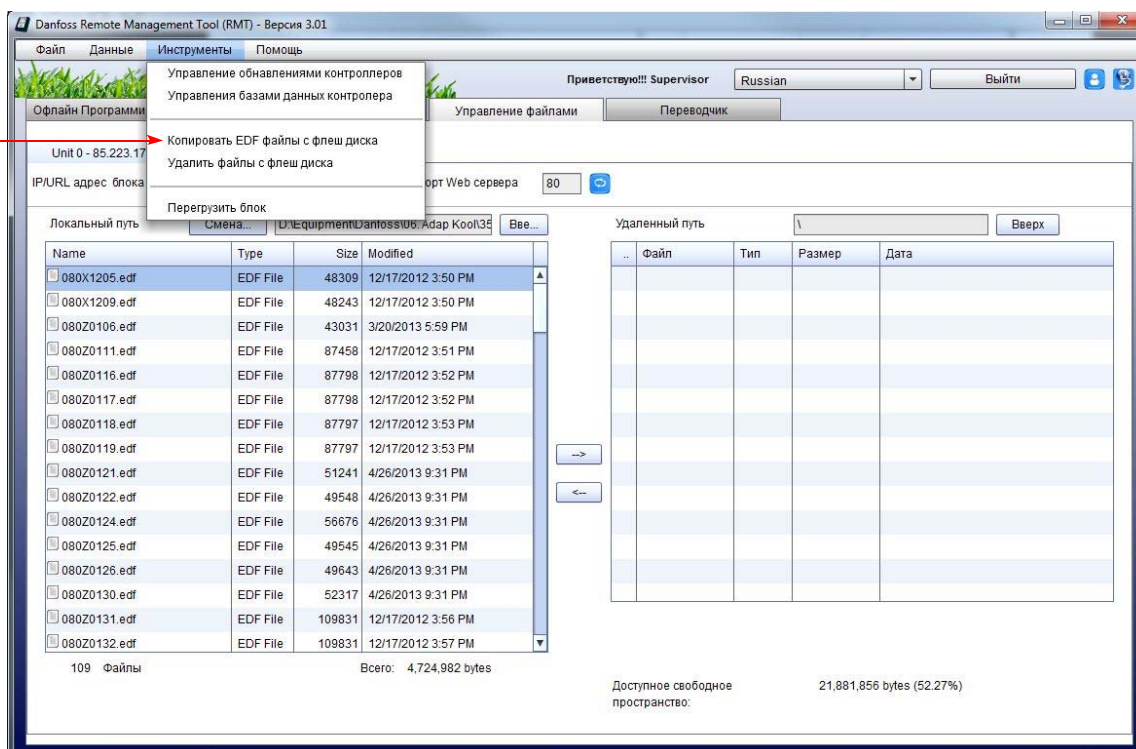 Danfoss Remote Management Tool (RMT) - Версия 3.01
Файл Данные Инструменты Помощь
Управление обнавлениями контроллеров
Управления базами данных контролера
Копировать EDF файлы с флеш диска
Удалить файлы с флеш диска
Перегрузить блок
Приветствую!!! Supervisor Russian Выйти
Офлайн Управление файлами Переводчик
Unit 0 - 85.223.17
IP/URL адрес блока Web сервера 80
Локальный путь Смена... D:\Equipment\Danfoss\06. Adap Kool\35 Вве...
Удаленный путь \ Вверх
Name Type Size Modified
080X1205.edf EDF File 48309 12/17/2012 3:50 PM
080X1209.edf EDF File 48243 12/17/2012 3:50 PM
080Z0106.edf EDF File 43031 3/20/2013 5:59 PM
080Z0111.edf EDF File 87458 12/17/2012 3:51 PM
080Z0116.edf EDF File 87798 12/17/2012 3:52 PM
080Z0117.edf EDF File 87798 12/17/2012 3:52 PM
080Z0118.edf EDF File 87797 12/17/2012 3:53 PM
080Z0119.edf EDF File 87797 12/17/2012 3:53 PM
080Z0121.edf EDF File 51241 4/26/2013 9:31 PM
080Z0122.edf EDF File 49548 4/26/2013 9:31 PM
080Z0124.edf EDF File 56676 4/26/2013 9:31 PM
080Z0125.edf EDF File 49545 4/26/2013 9:31 PM
080Z0126.edf EDF File 49643 4/26/2013 9:31 PM
080Z0130.edf EDF File 52317 4/26/2013 9:31 PM
080Z0131.edf EDF File 109831 12/17/2012 3:56 PM
080Z0132.edf EDF File 109831 12/17/2012 3:57 PM
109 Файлы Всего: 4,724,982 bytes
-->
<--
.. Файл Тип Размер Дата
Доступное свободное 21,881,856 bytes (52.27%)
пространство: